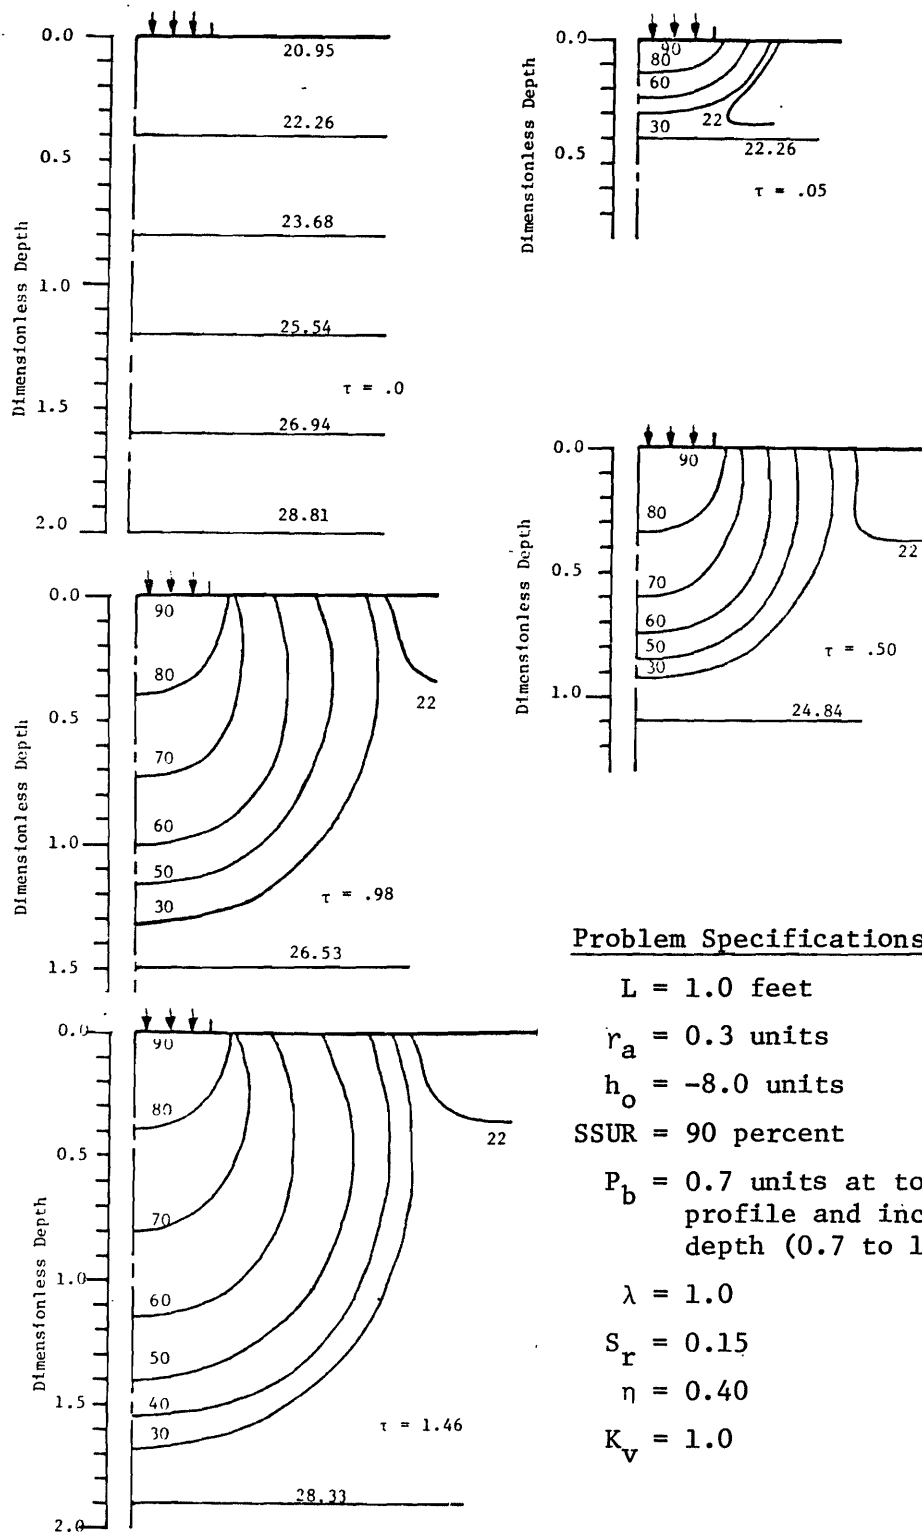 0.0
20.95
22.26
0.5
23.68
1.0
25.54
τ = .0
1.5
26.94
28.81
2.0
Dimensionless Depth
0.0
90
80
60
30
22
22.26
0.5
τ = .05
Dimensionless Depth
0.0
90
80
70
60
50
30
22
0.5
τ = .50
1.0
24.84
Dimensionless Depth
0.0
90
80
22
0.5
70
60
1.0
50
30
τ = .98
26.53
1.5
Dimensionless Depth
0.0
90
80
22
0.5
70
1.0
60
50
1.5
40
30
τ = 1.46
28.33
2.0
Dimensionless Depth
Problem Specifications
L = 1.0 feet
r_a = 0.3 units
h_o = -8.0 units
SSUR = 90 percent
P_b = 0.7 units at to
profile and inc
depth (0.7 to 1
λ = 1.0
S_r = 0.15
η = 0.40
K_v = 1.0